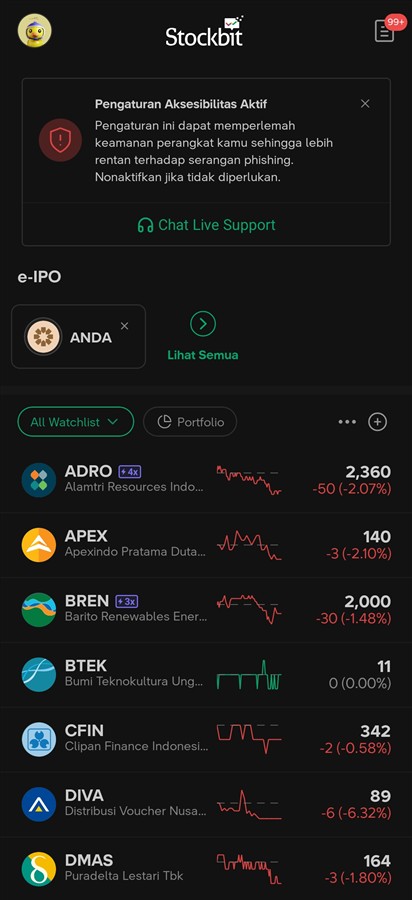 Stockbit
99+
Pengaturan Aksesibilitas Aktif
Pengaturan ini dapat memperlemah
keamanan perangkat kamu sehingga lebih
rentan terhadap serangan phishing.
Nonaktifkan jika tidak diperlukan.
Chat Live Support
e-IPO
ANDA
Lihat Semua
All Watchlist
Portfolio
ADRO 4x
2,360
Alamtri Resources Indo...
-50 (-2.07%)
APEX
140
Apexindo Pratama Duta...
-3 (-2.10%)
BREN 3x
2,000
Barito Renewables Ener...
-30 (-1.48%)
BTEK
11
Bumi Teknokultura Ung...
0 (0.00%)
CFIN
342
Clipan Finance Indonesi...
-2 (-0.58%)
DIVA
89
Distribusi Voucher Nusa...
-6 (-6.32%)
DMAS
164
Puradelta Lestari Tbk
-3 (-1.80%)